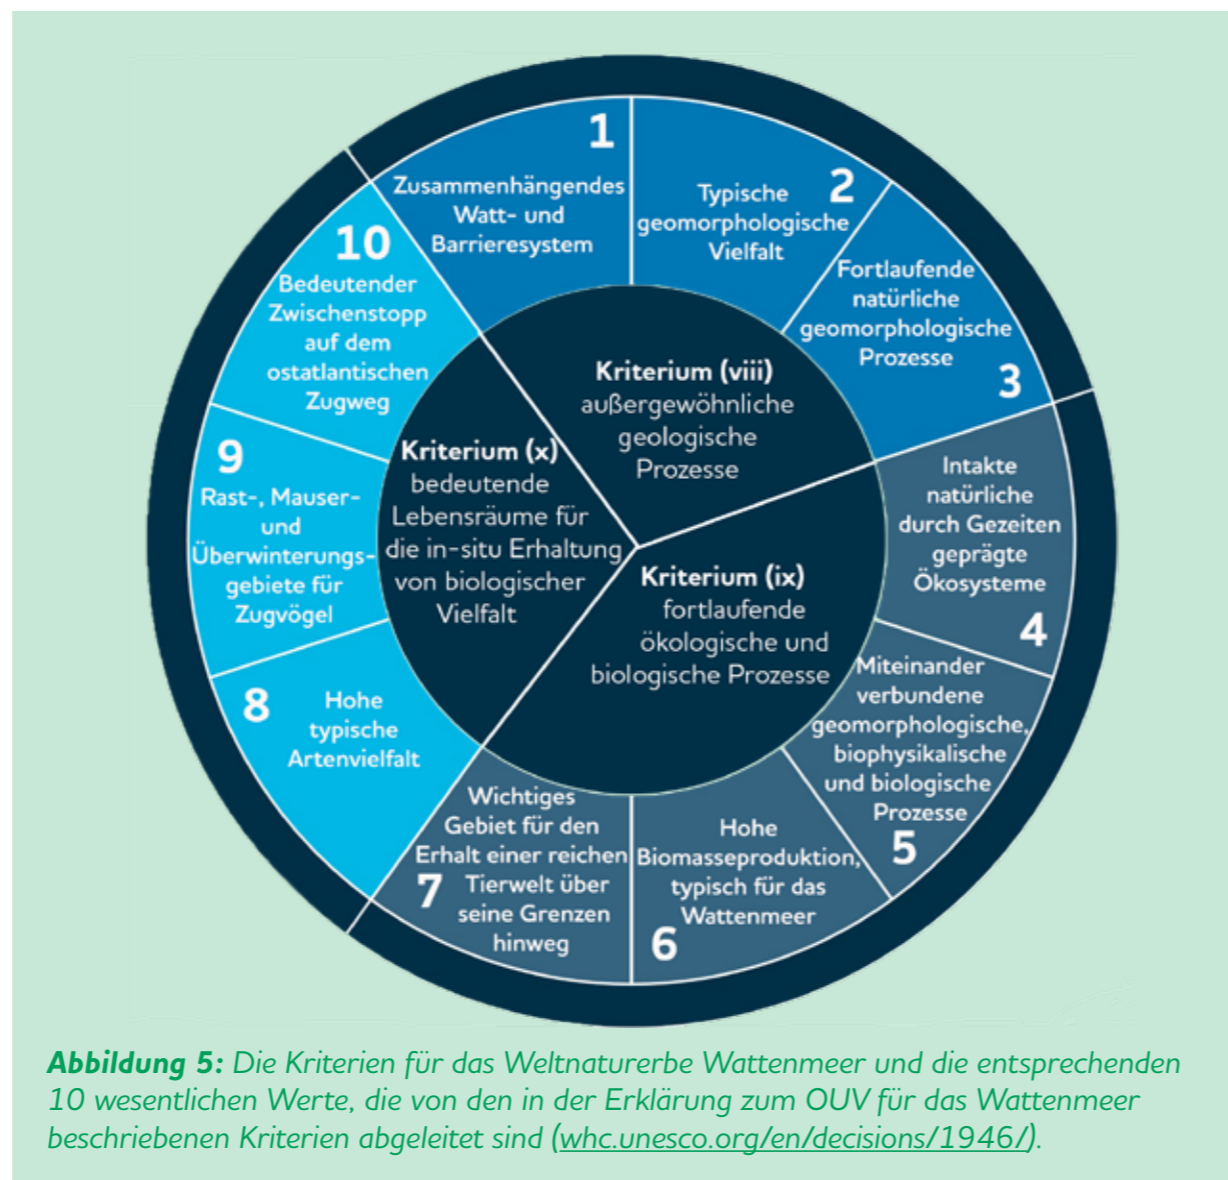 1
Zusammenhängendes
Watt- und
Barrieresystem
2
Typische
geomorphologische
Vielfalt
Fortlaufende
natürliche
geomorphologische
Prozesse
3
Intakte
natürliche
durch Gezeiten
geprägte
Ökosysteme
4
Miteinander
verbundene
geomorphologische,
biophysikalische
und biologische
Prozesse
5
Hohe
Biomasseproduktion,
typisch für das
Wattenmeer
6
Wichtiges
Gebiet für den
Erhalt einer reichen
Tierwelt über
seine Grenzen
hinweg
7
8
Hohe
typische
Artenvielfalt
9
Rast-, Mauser-
und
Überwinterungs-
gebiete für
Zugvögel
10
Bedeutender
Zwischenstopp
auf dem
ostatlantischen
Zugweg
Kriterium (viii)
außergewöhnliche
geologische
Prozesse
Kriterium (ix)
fortlaufende
ökologische und
biologische Prozesse
Kriterium (x)
bedeutende
Lebensräume für
die in-situ Erhaltung
von biologischer
Vielfalt
Abbildung 5: Die Kriterien für das Weltnaturerbe Wattenmeer und die entsprechenden
10 wesentlichen Werte, die von den in der Erklärung zum OUV für das Wattenmeer
beschriebenen Kriterien abgeleitet sind (whc.unesco.org/en/decisions/1946/).